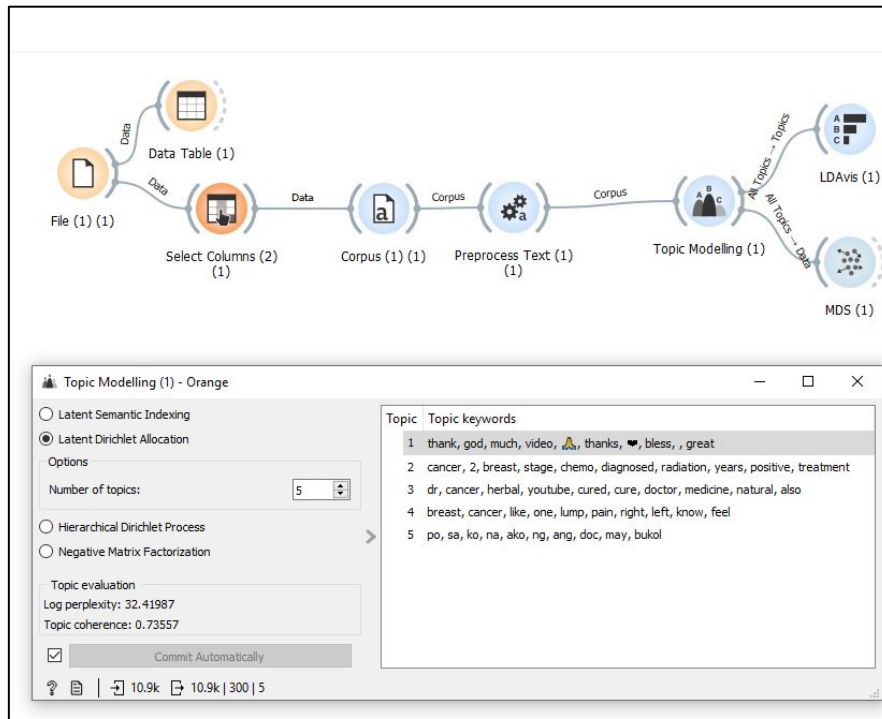 Data
Data Table (1)
File (1) (1)
Data
Select Columns (2)
(1)
Data
Corpus (1) (1)
Corpus
Preprocess Text (1)
(1)
Corpus
Topic Modelling (1)
All Topics → Topics
LDAvis (1)
All Topics → Data
MDS (1)
Topic Modelling (1) - Orange
Latent Semantic Indexing
Latent Dirichlet Allocation
Options
Number of topics: 5
Hierarchical Dirichlet Process
Negative Matrix Factorization
Topic evaluation
Log perplexity: 32.41987
Topic coherence: 0.73557
Commit Automatically
? 10.9k 10.9k | 300 | 5
Topic Topic keywords
1 thank, god, much, video, 🙏, thanks, ❤, bless, , great
2 cancer, 2, breast, stage, chemo, diagnosed, radiation, years, positive, treatment
3 dr, cancer, herbal, youtube, cured, cure, doctor, medicine, natural, also
4 breast, cancer, like, one, lump, pain, right, left, know, feel
5 po, sa, ko, na, ako, ng, ang, doc, may, bukol